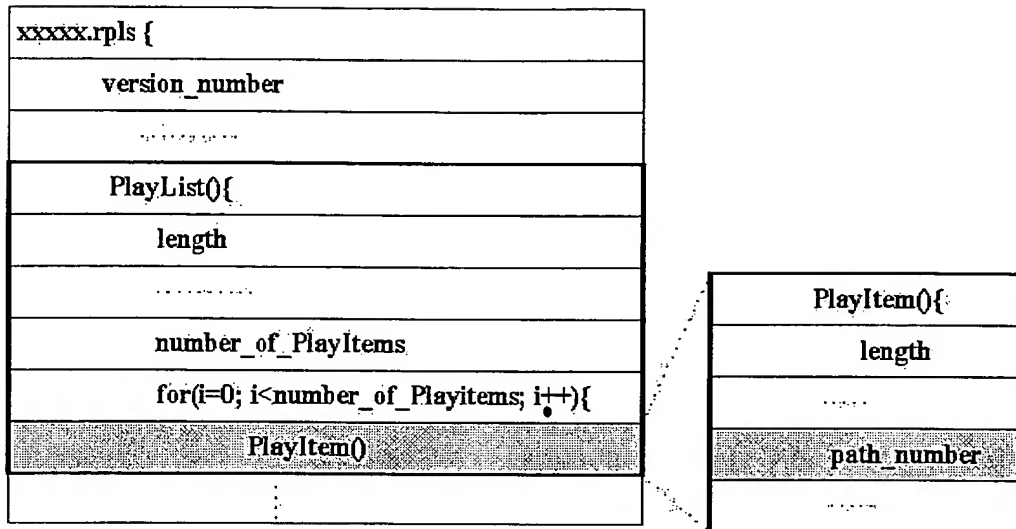 xxxxx.rpls {
version_number
..........
PlayList(){
length
..........
number_of_PlayItems
for(i=0; i<number_of_Playitems; i++){
PlayItem()
PlayItem(){
length
......
path_number
......